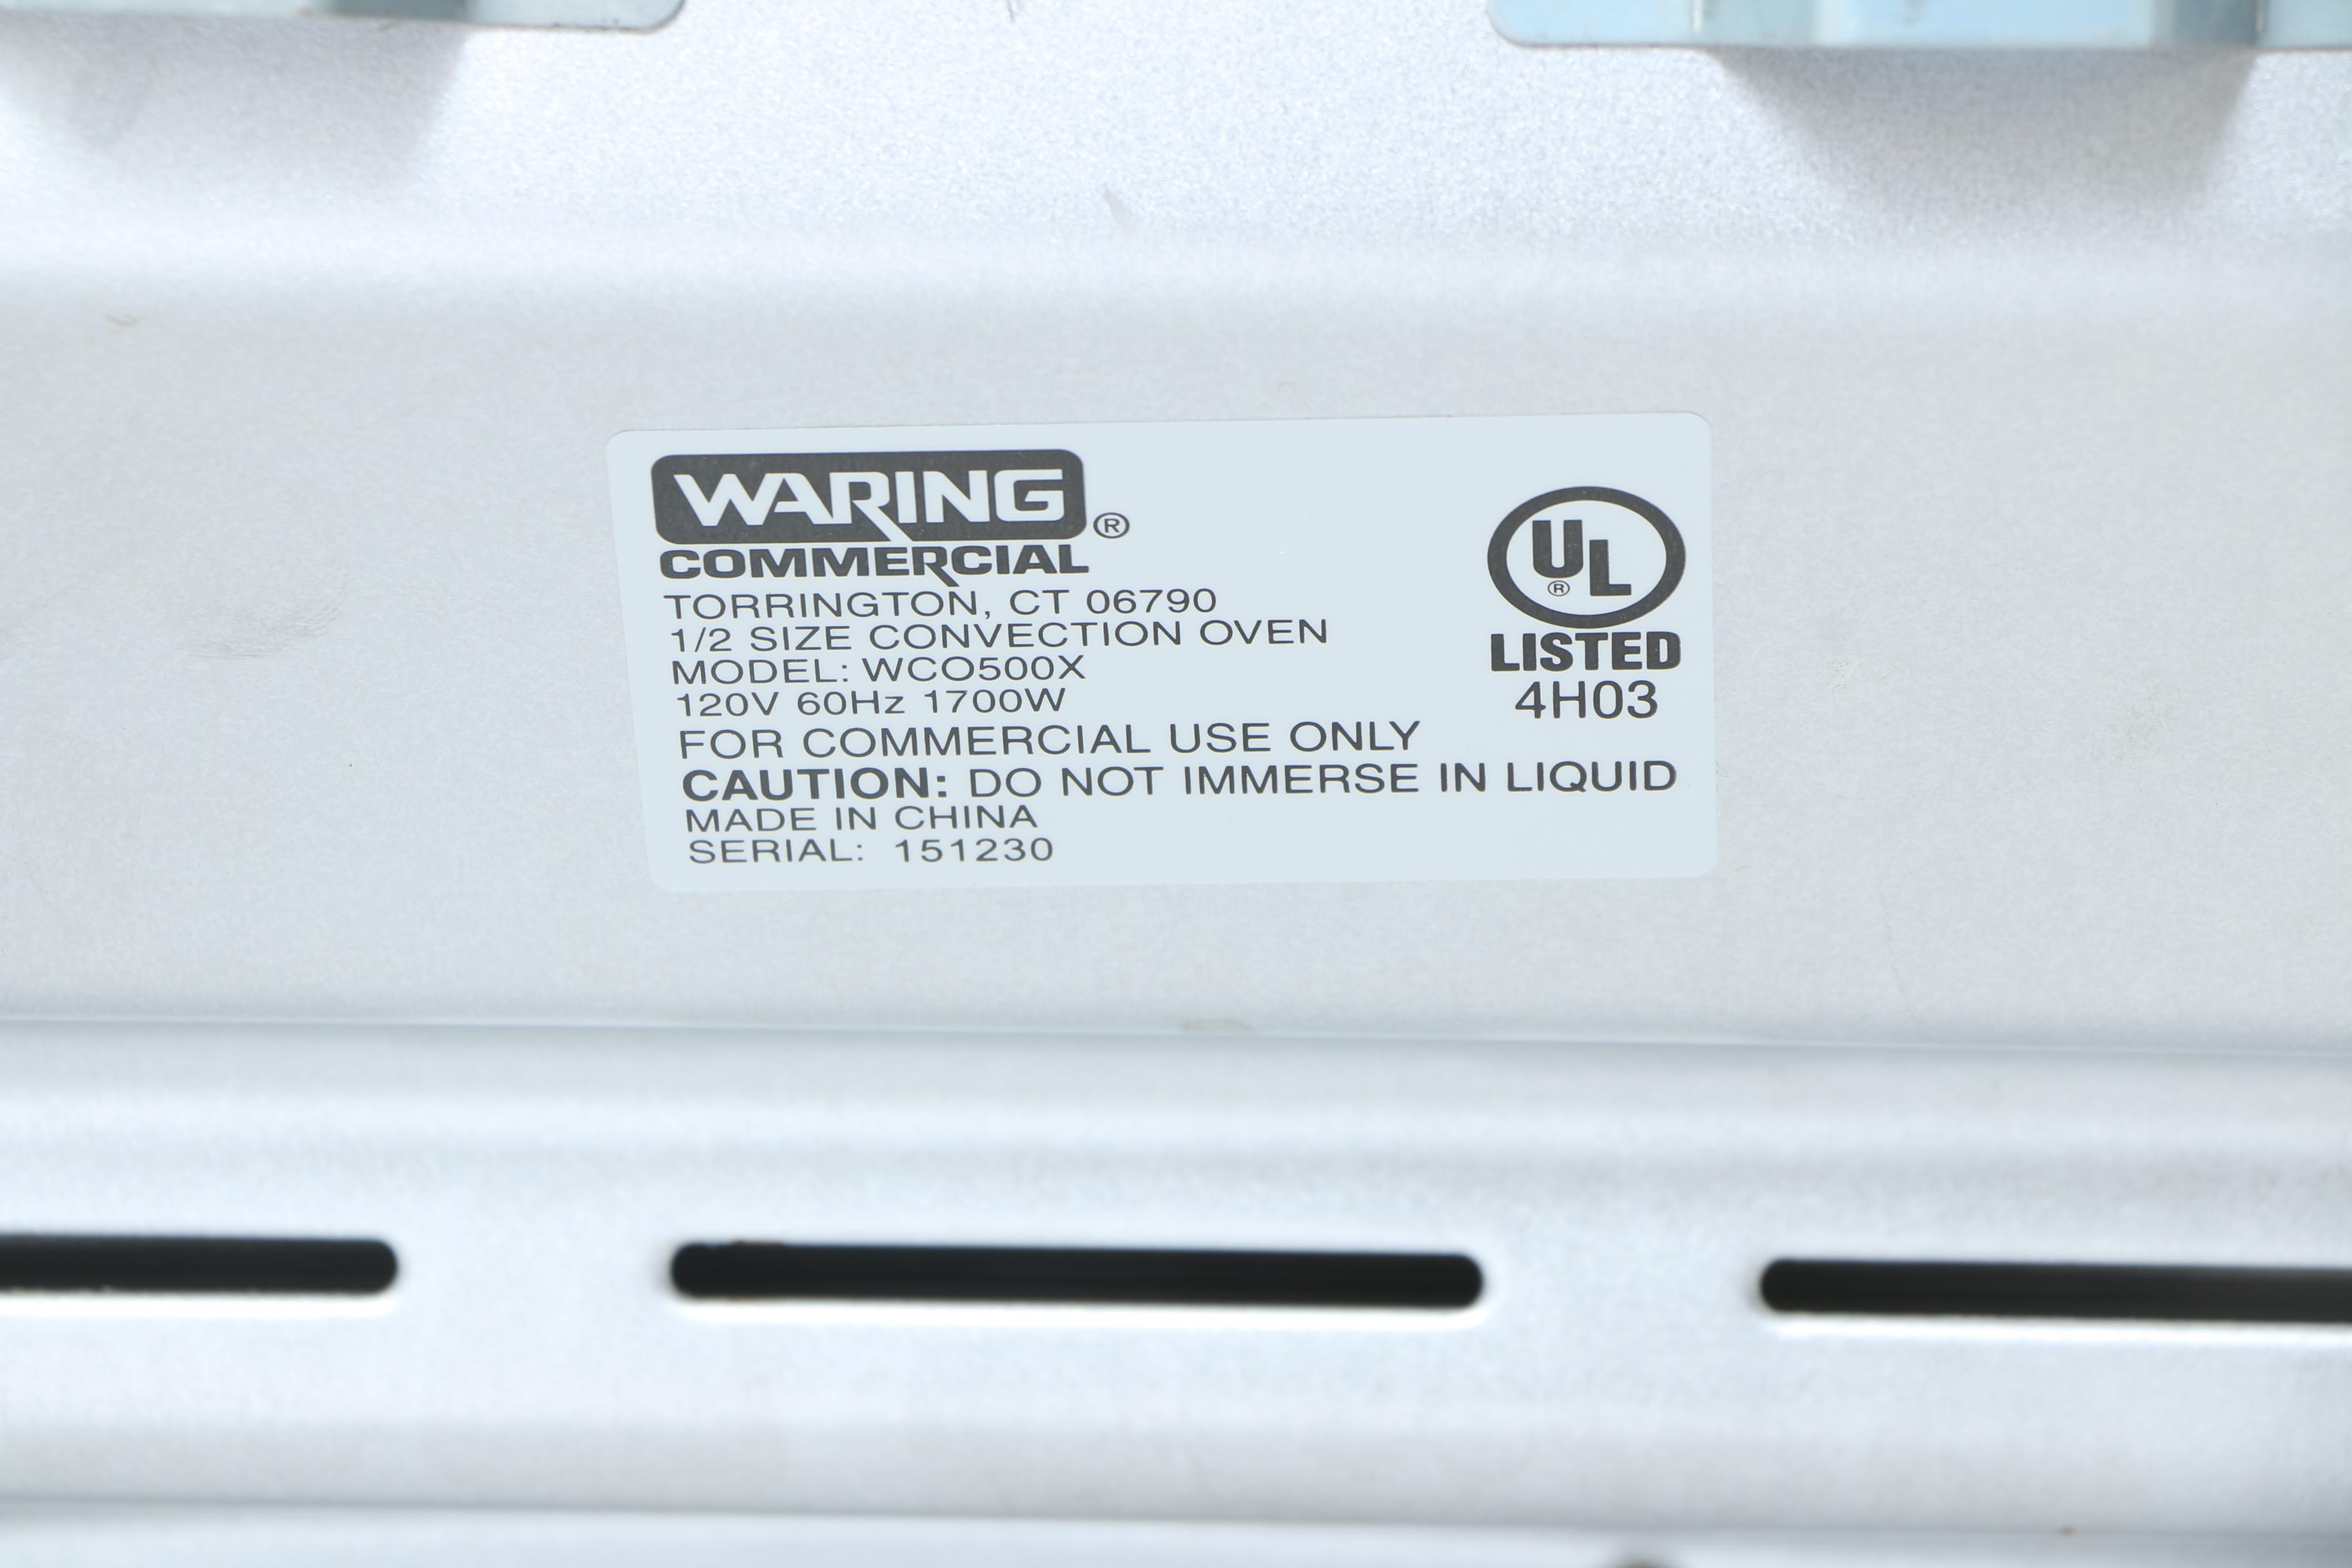 WARING®
COMMERCIAL
TORRINGTON, CT 06790
1/2 SIZE CONVECTION OVEN
MODEL: WCO500X
120V 60Hz 1700W
FOR COMMERCIAL USE ONLY
CAUTION: DO NOT IMMERSE IN LIQUID
MADE IN CHINA
SERIAL: 151230
UL®
LISTED
4H03